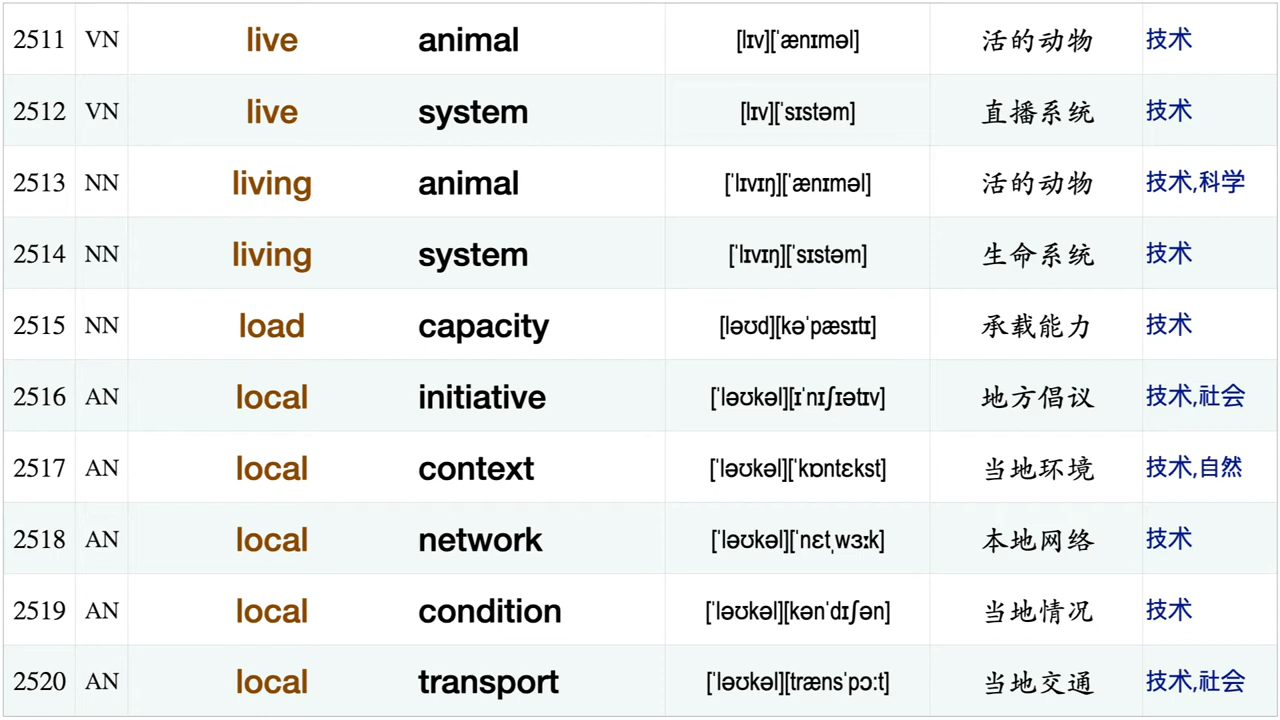 2511 VN live animal [lɪv][ˈænɪməl] 活的动物 技术
2512 VN live system [lɪv][ˈsɪstəm] 直播系统 技术
2513 NN living animal [ˈlɪvɪŋ][ˈænɪməl] 活的动物 技术,科学
2514 NN living system [ˈlɪvɪŋ][ˈsɪstəm] 生命系统 技术
2515 NN load capacity [ləʊd][kəˈpæsɪtɪ] 承载能力 技术
2516 AN local initiative [ˈləʊkəl][ɪˈnɪʃɪətɪv] 地方倡议 技术,社会
2517 AN local context [ˈləʊkəl][ˈkɒntɛkst] 当地环境 技术,自然
2518 AN local network [ˈləʊkəl][ˈnɛtˌwɜːk] 本地网络 技术
2519 AN local condition [ˈləʊkəl][kənˈdɪʃən] 当地情况 技术
2520 AN local transport [ˈləʊkəl][trænsˈpɔːt] 当地交通 技术,社会